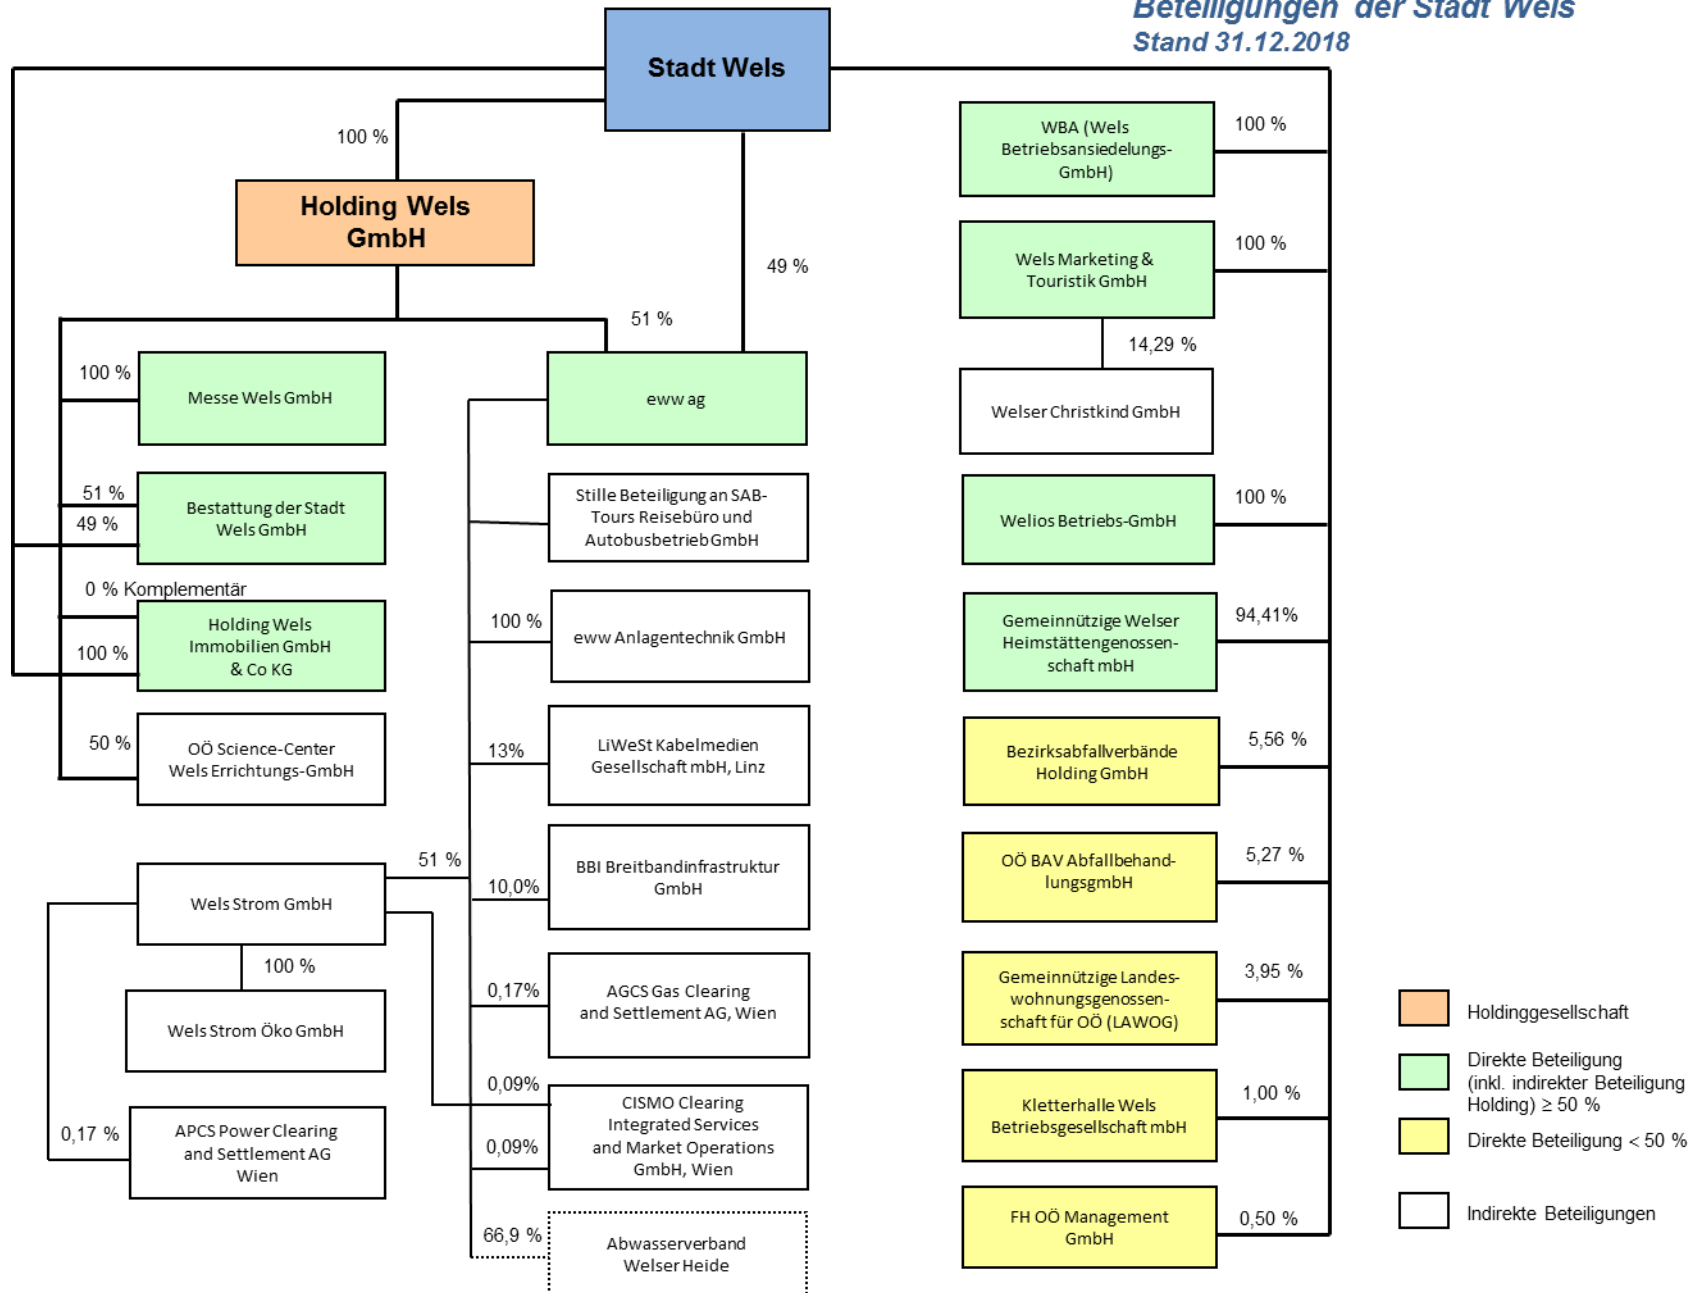 Beteiligungen der Stadt Wels
Stand 31.12.2018
Stadt Wels
100 %
Holding Wels
GmbH
49 %
51 %
100 %
Messe Wels GmbH
51 %
49 %
Bestattung der Stadt
Wels GmbH
0 % Komplementär
100 %
Holding Wels
Immobilien GmbH
& Co KG
50 %
OÖ Science-Center
Wels Errichtungs-GmbH
51 %
Wels Strom GmbH
100 %
Wels Strom Öko GmbH
0,17 %
APCS Power Clearing
and Settlement AG
Wien
eww ag
Stille Beteiligung an SAB-
Tours Reisebüro und
Autobusbetrieb GmbH
100 %
eww Anlagentechnik GmbH
13%
LiWeSt Kabelmedien
Gesellschaft mbH, Linz
10,0%
BBI Breitbandinfrastruktur
GmbH
0,17%
AGCS Gas Clearing
and Settlement AG, Wien
0,09%
0,09%
CISMO Clearing
Integrated Services
and Market Operations
GmbH, Wien
66,9 %
Abwasserverband
Welser Heide
WBA (Wels
Betriebsansiedelungs-
GmbH)
100 %
Wels Marketing &
Touristik GmbH
100 %
14,29 %
Welser Christkind GmbH
Welios Betriebs-GmbH
100 %
Gemeinnützige Welser
Heimstättengenossen-
schaft mbH
94,41%
Bezirksabfallverbände
Holding GmbH
5,56 %
OÖ BAV Abfallbehand-
lungsgmbH
5,27 %
Gemeinnützige Landes-
wohnungsgenossen-
schaft für OÖ (LAWOG)
3,95 %
Kletterhalle Wels
Betriebsgesellschaft mbH
1,00 %
FH OÖ Management
GmbH
0,50 %
Holdinggesellschaft
Direkte Beteiligung
(inkl. indirekter Beteiligung
Holding) ≥ 50 %
Direkte Beteiligung < 50 %
Indirekte Beteiligungen